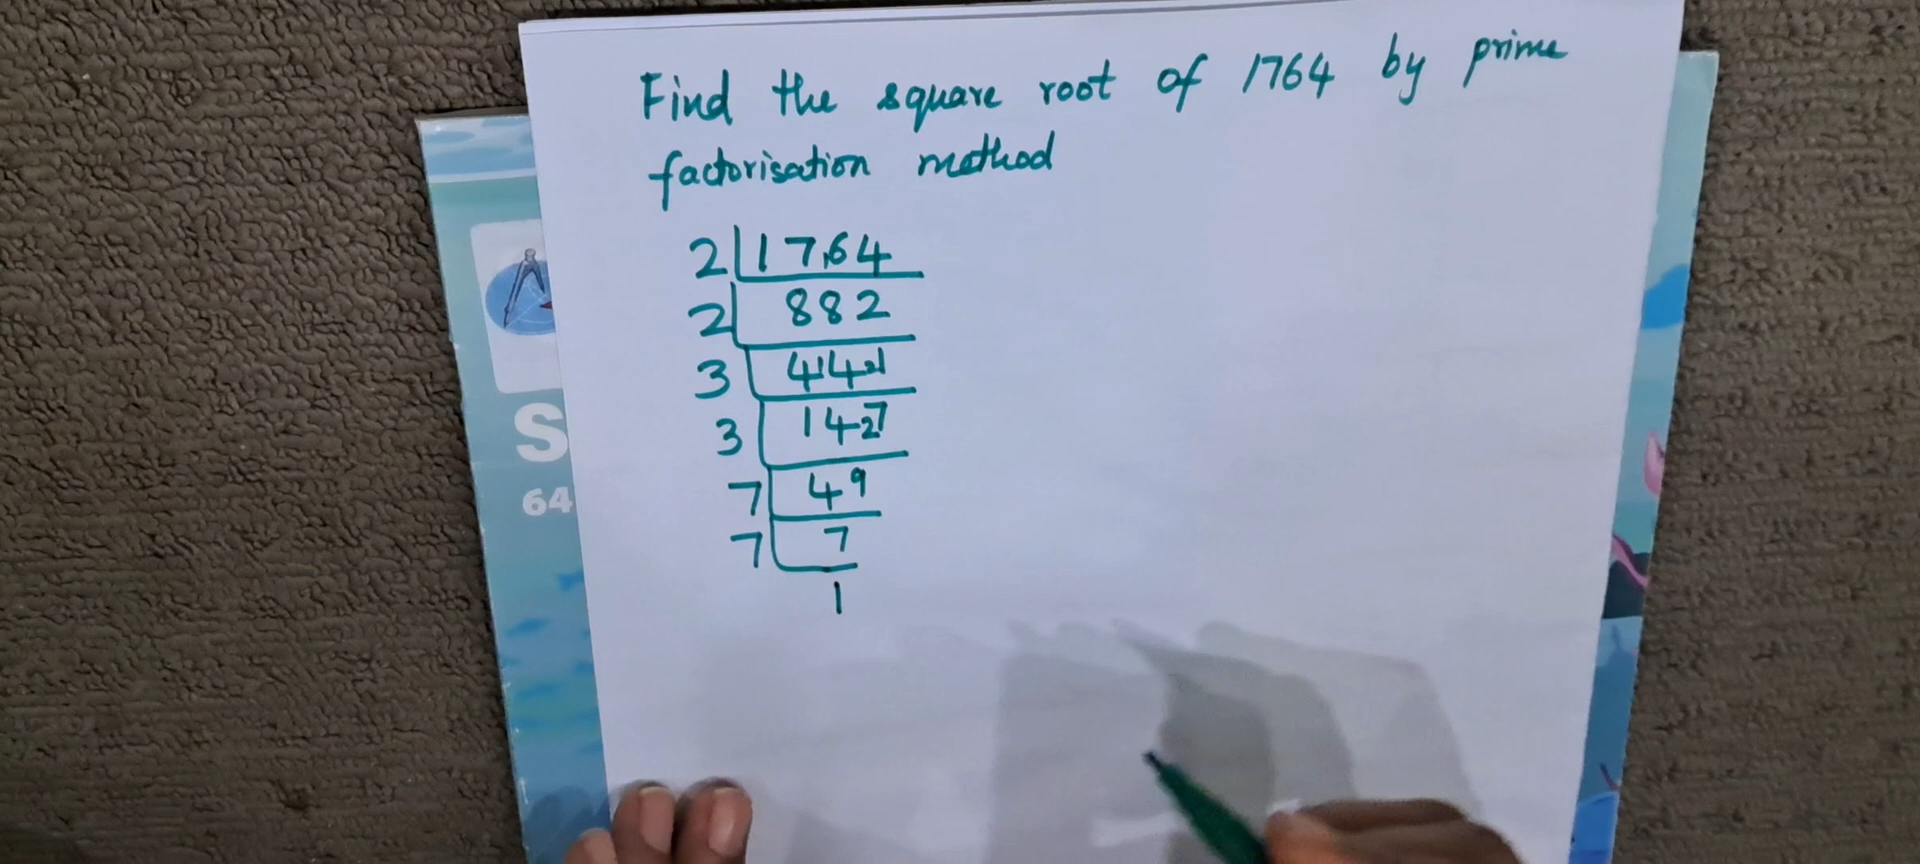 Find the square root of 1764 by prime
factorisation method
2 1764
2 882
3 441
3 147
7 49
7 7
1
S
64